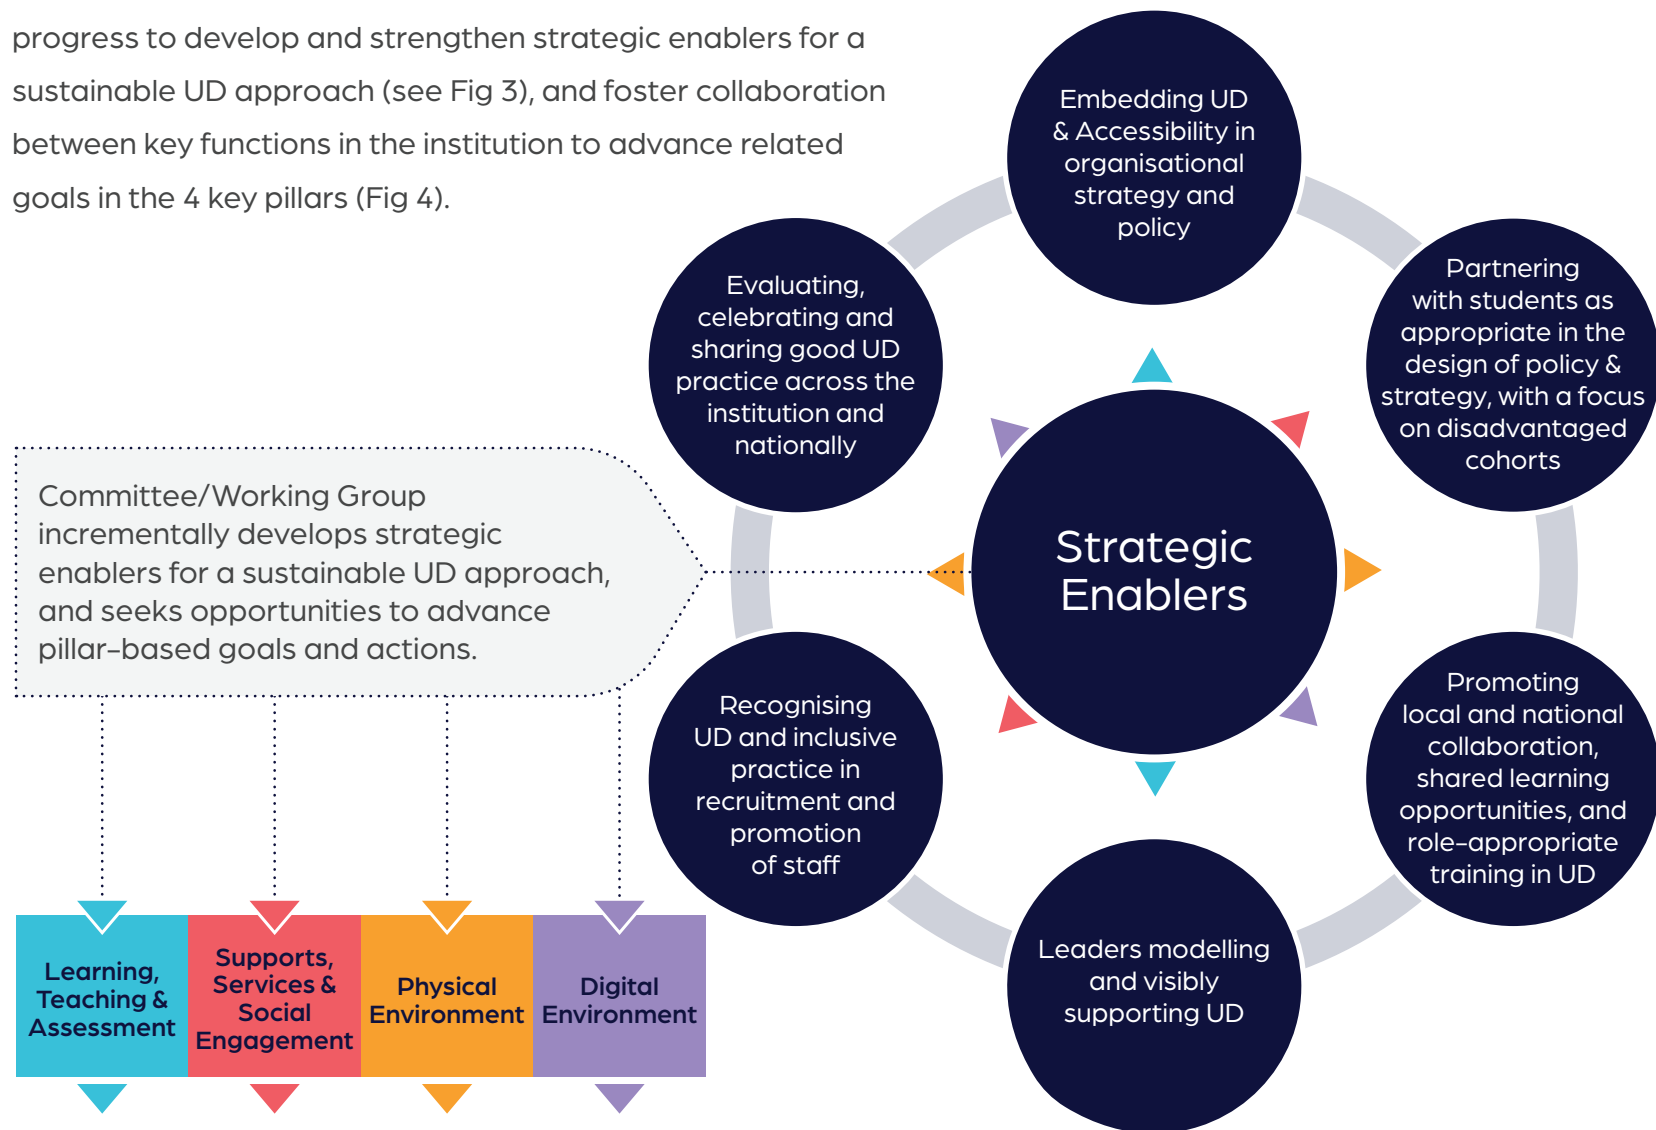 progress to develop and strengthen strategic enablers for a
sustainable UD approach (see Fig 3), and foster collaboration
between key functions in the institution to advance related
goals in the 4 key pillars (Fig 4).
Embedding UD
& Accessibility in
organisational
strategy and
policy
Partnering
with students as
appropriate in the
design of policy &
strategy, with a focus
on disadvantaged
cohorts
Promoting
local and national
collaboration,
shared learning
opportunities, and
role-appropriate
training in UD
Leaders modelling
and visibly
supporting UD
Recognising
UD and inclusive
practice in
recruitment and
promotion
of staff
Evaluating,
celebrating and
sharing good UD
practice across the
institution and
nationally
Strategic
Enablers
Committee/Working Group
incrementally develops strategic
enablers for a sustainable UD approach,
and seeks opportunities to advance
pillar-based goals and actions.
Learning,
Teaching &
Assessment
Supports,
Services &
Social
Engagement
Physical
Environment
Digital
Environment